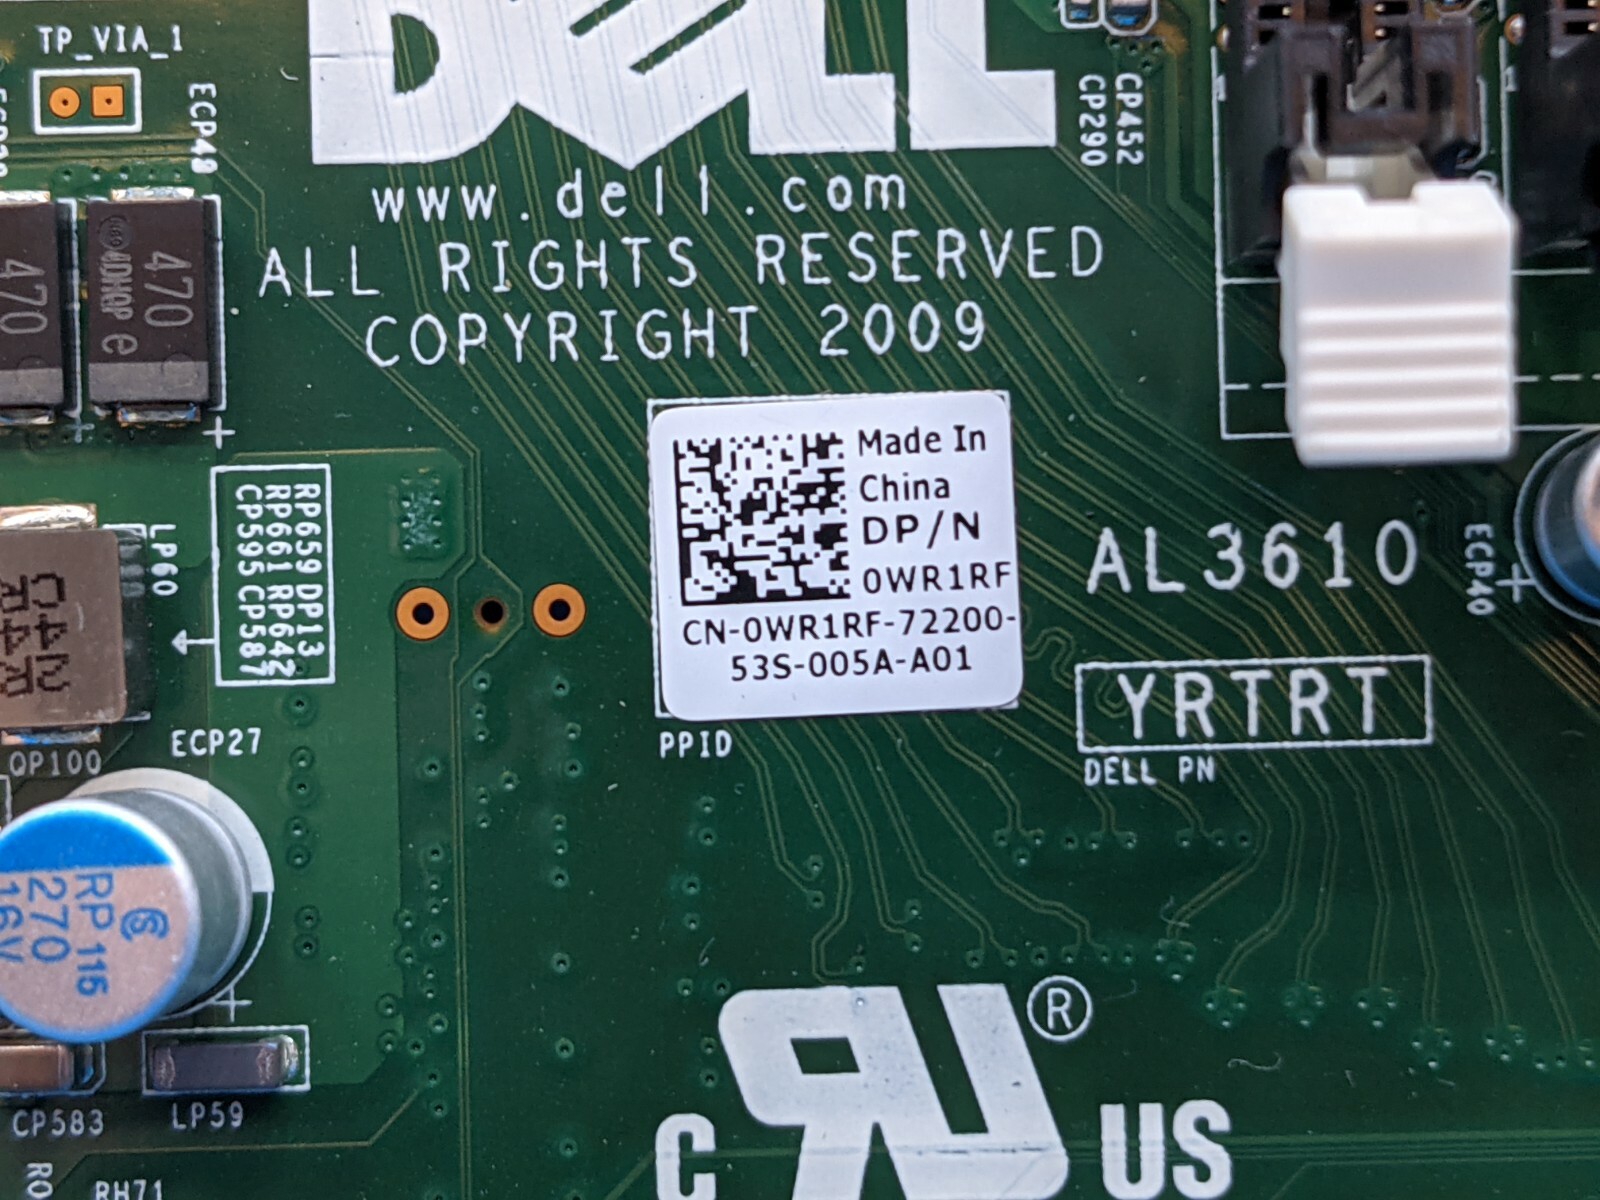 TP_VIA_1
ECP48
DELL
CP452
CP290
www.dell.com
ALL RIGHTS RESERVED
COPYRIGHT 2009
470
470
e
Made In
China
DP/N
0WR1RF
CN-0WR1RF-72200-
53S-005A-A01
PPID
AL3610
ECP40
YRTRT
DELL PN
LP60
RP659 DP13
RP661 RP642
CP595 CP587
QP100
ECP27
RP 115
270
16V
CP583
LP59
RH71
®
C
US